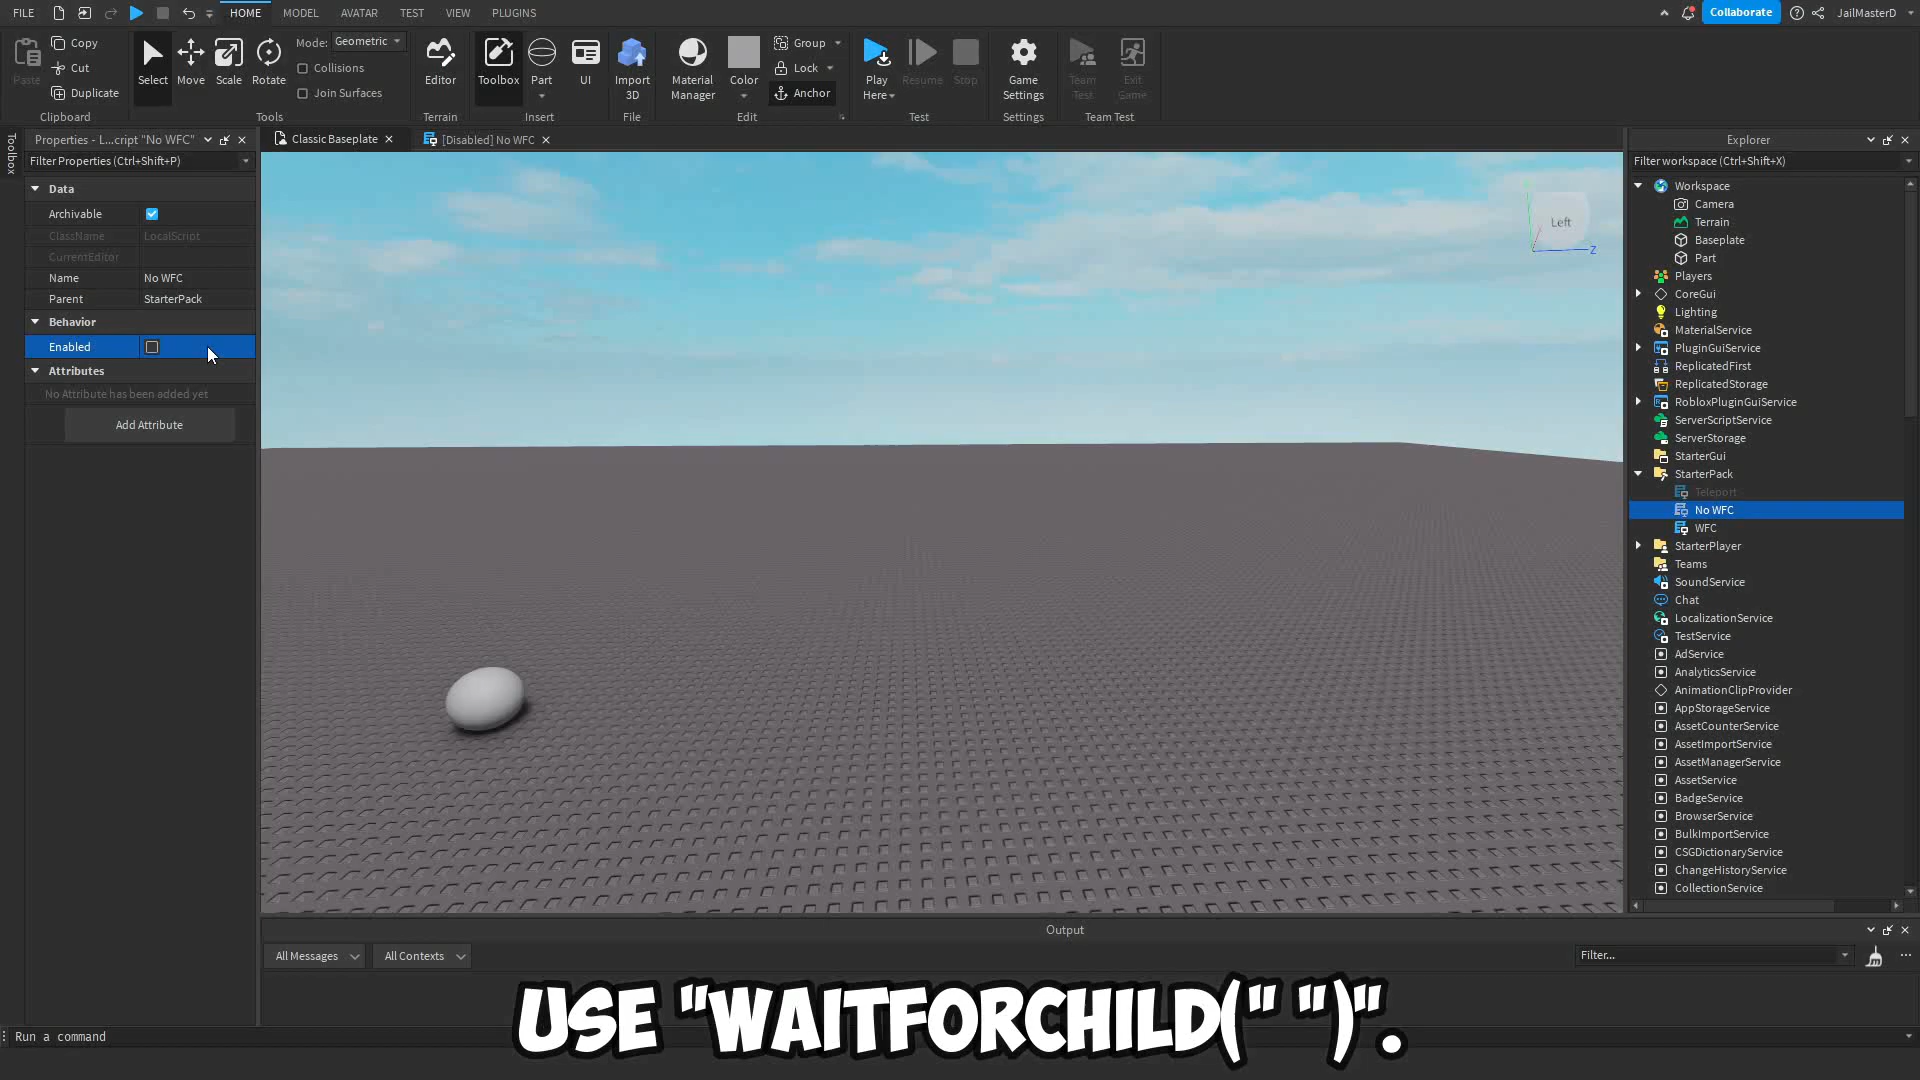 FILE
HOME
MODEL
AVATAR
TEST
VIEW
PLUGINS
Collaborate
JailMasterD
Paste
Copy
Cut
Duplicate
Clipboard
Select
Move
Scale
Rotate
Mode: Geometric
Collisions
Join Surfaces
Tools
Editor
Terrain
Toolbox
Part
UI
Insert
Import
3D
File
Material
Manager
Color
Group
Lock
Anchor
Edit
Play
Here
Resume
Stop
Test
Game
Settings
Settings
Team
Test
Exit
Game
Team Test
Toolbox
Properties - L...cript "No WFC"
Filter Properties (Ctrl+Shift+P)
Data
Archivable
ClassName LocalScript
CurrentEditor
Name No WFC
Parent StarterPack
Behavior
Enabled
Attributes
No Attribute has been added yet
Add Attribute
Classic Baseplate
[Disabled] No WFC
Left
Z
Explorer
Filter workspace (Ctrl+Shift+X)
Workspace
Camera
Terrain
Baseplate
Part
Players
CoreGui
Lighting
MaterialService
PluginGuiService
ReplicatedFirst
ReplicatedStorage
RobloxPluginGuiService
ServerScriptService
ServerStorage
StarterGui
StarterPack
Teleport
No WFC
WFC
StarterPlayer
Teams
SoundService
Chat
LocalizationService
TestService
AdService
AnalyticsService
AnimationClipProvider
AppStorageService
AssetCounterService
AssetImportService
AssetManagerService
AssetService
BadgeService
BrowserService
BulkImportService
CSGDictionaryService
ChangeHistoryService
CollectionService
Output
All Messages
All Contexts
Filter...
USE "WAITFORCHILD(" ")".
Run a command